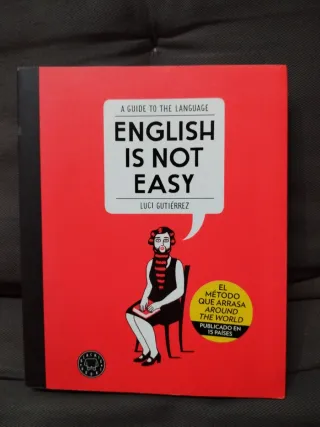 A GUIDE TO THE LANGUAGE
ENGLISH
IS NOT
EASY
LUCI GUTIÉRREZ
EL
MÉTODO
QUE ARRASA
AROUND
THE WORLD
PUBLICADO EN
15 PAÍSES